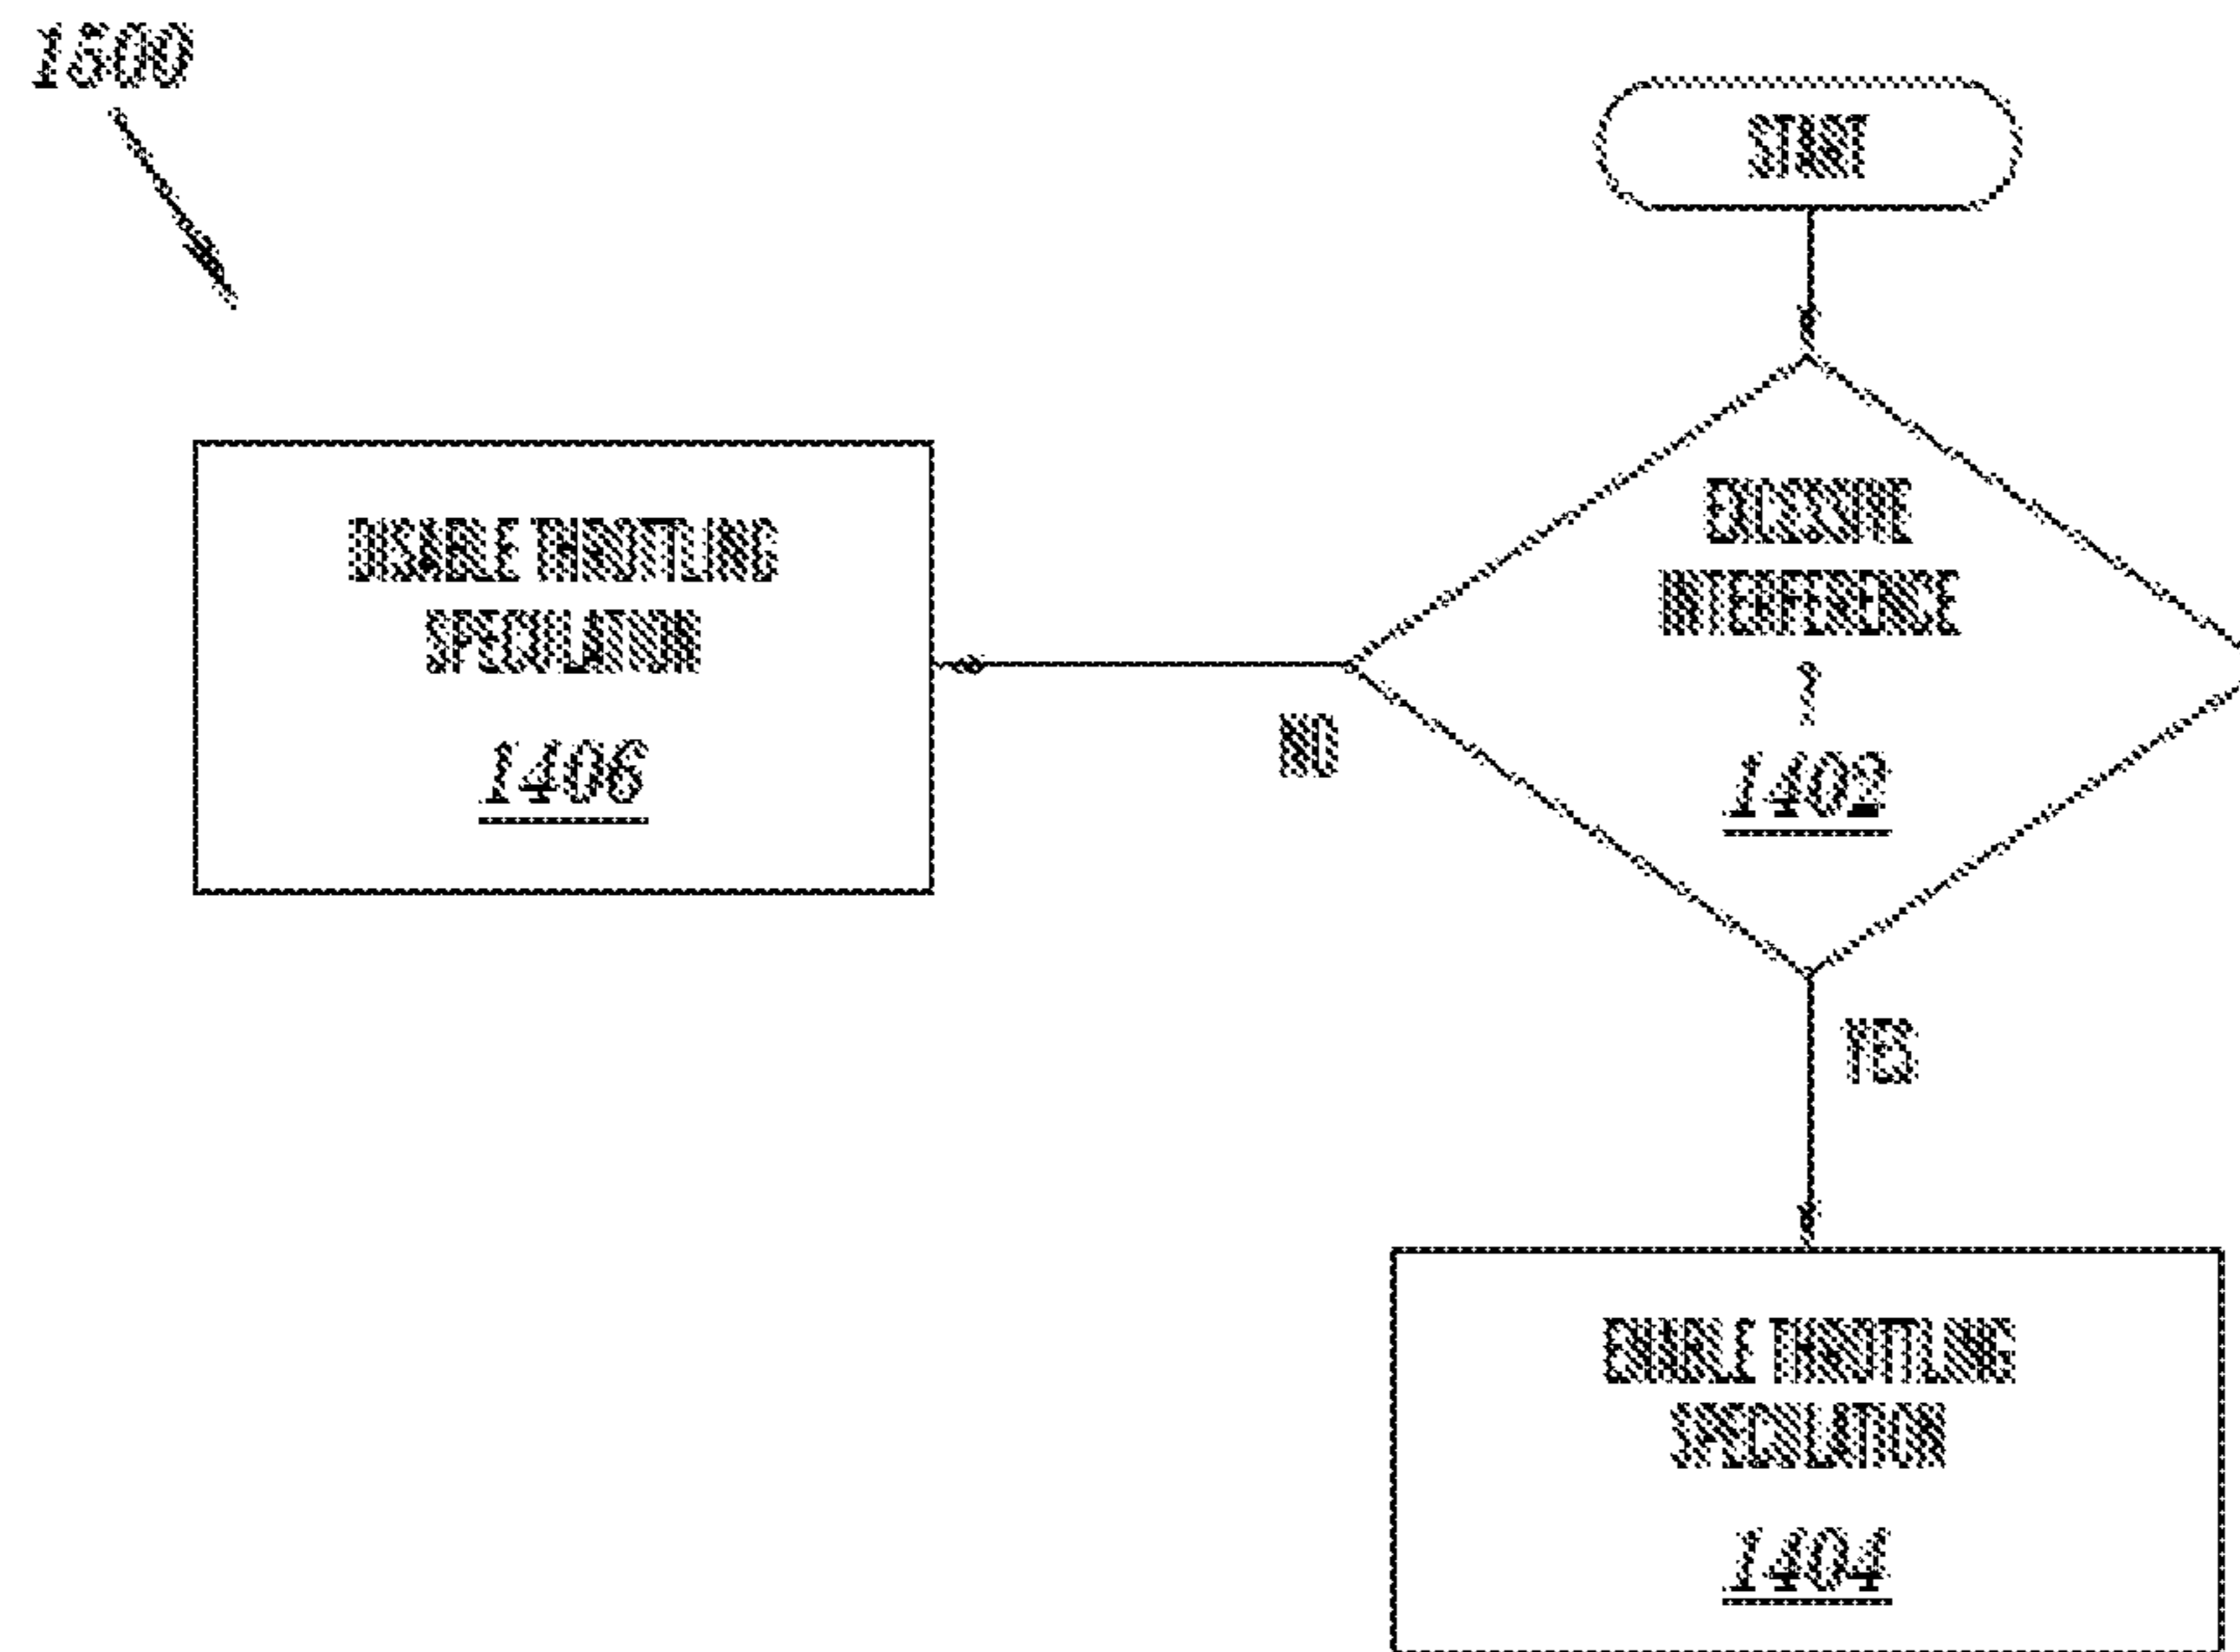 1500
START
EXCESSIVE
INTERFERENCE
?
1402
NO
DISABLE THROTTLING
SPECULATION
1406
YES
ENABLE THROTTLING
SPECULATION
1404